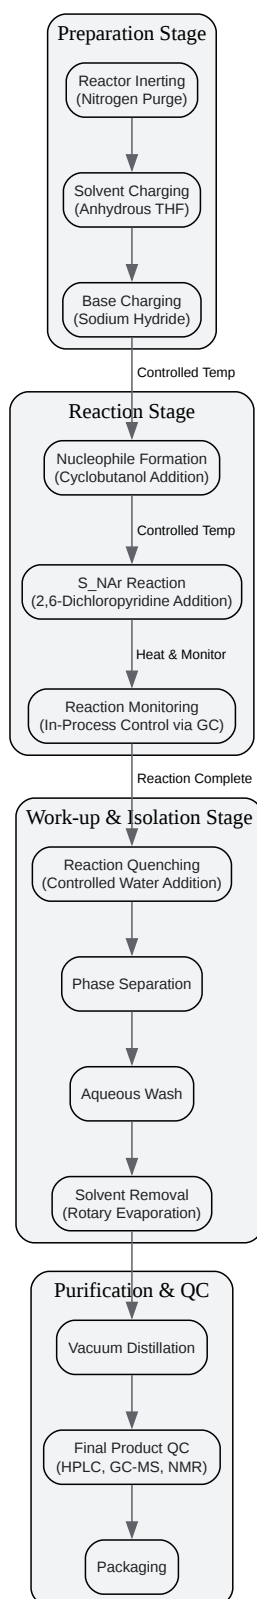 Preparation Stage
Reactor Inerting
(Nitrogen Purge)
Solvent Charging
(Anhydrous THF)
Base Charging
(Sodium Hydride)
Controlled Temp
Reaction Stage
Nucleophile Formation
(Cyclobutanol Addition)
Controlled Temp
S_NAr Reaction
(2,6-Dichloropyridine Addition)
Heat & Monitor
Reaction Monitoring
(In-Process Control via GC)
Reaction Complete
Work-up & Isolation Stage
Reaction Quenching
(Controlled Water Addition)
Phase Separation
Aqueous Wash
Solvent Removal
(Rotary Evaporation)
Purification & QC
Vacuum Distillation
Final Product QC
(HPLC, GC-MS, NMR)
Packaging